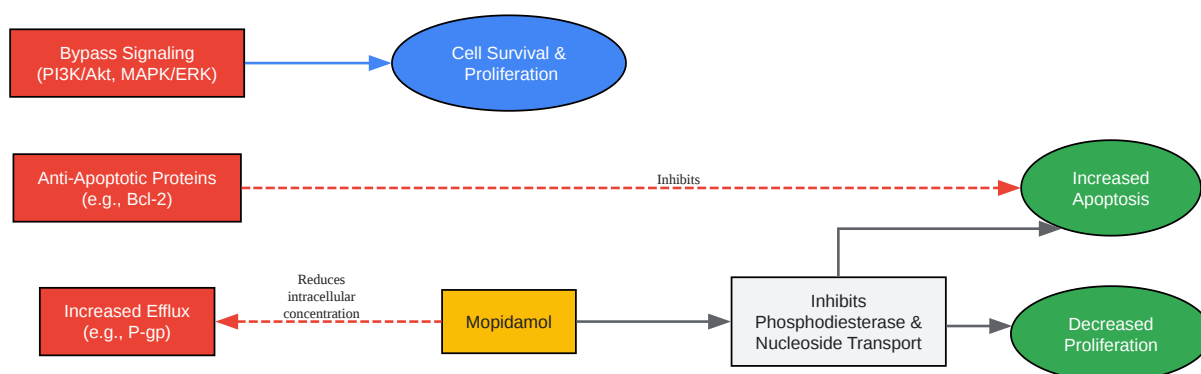 Bypass Signaling
(PI3K/Akt, MAPK/ERK)
Cell Survival &
Proliferation
Anti-Apoptotic Proteins
(e.g., Bcl-2)
Inhibits
Increased
Apoptosis
Increased Efflux
(e.g., P-gp)
Reduces
intracellular
concentration
Mopidamol
Inhibits
Phosphodiesterase &
Nucleoside Transport
Decreased
Proliferation